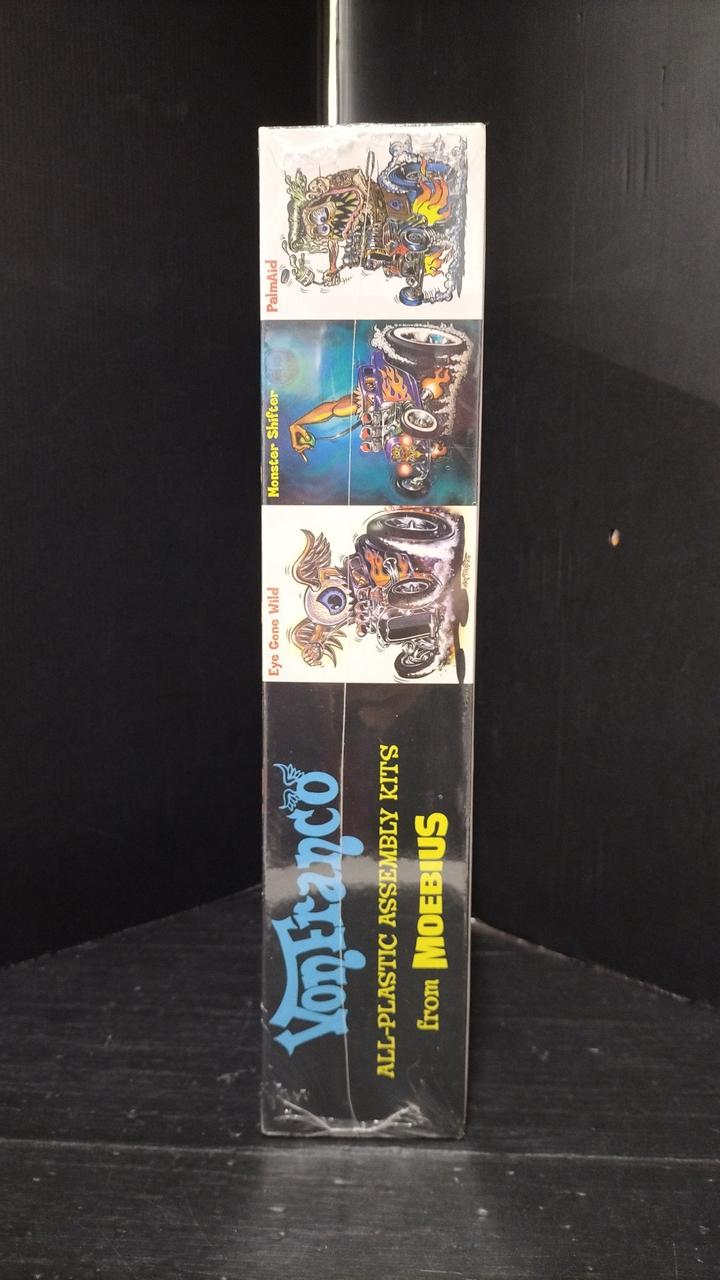 VonFranco
ALL-PLASTIC ASSEMBLY KITS
from MOEBIUS
Eye Gone Wild
Monster Shifter
PalmAid